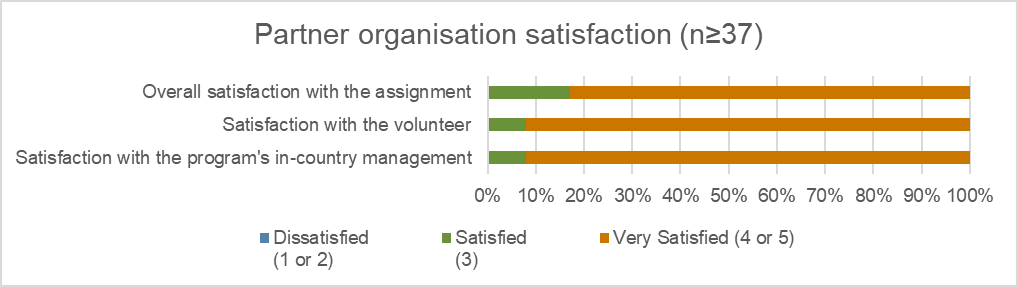 Partner organisation satisfaction (n≥37)
Overall satisfaction with the assignment
Satisfaction with the volunteer
Satisfaction with the program's in-country management
0% 10% 20% 30% 40% 50% 60% 70% 80% 90% 100%
Dissatisfied
(1 or 2)
Satisfied
(3)
Very Satisfied (4 or 5)